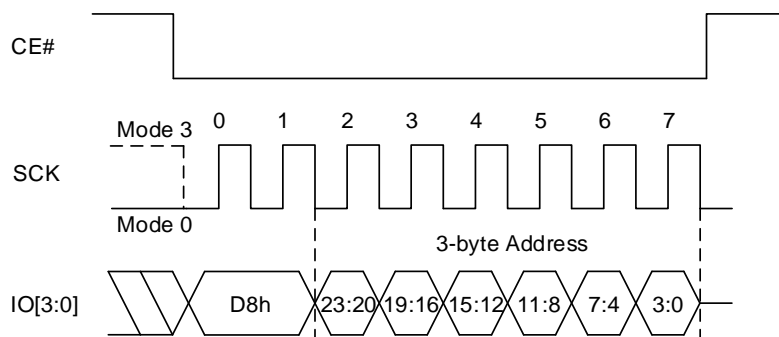 CE#
Mode 3
0 1 2 3 4 5 6 7
SCK
Mode 0
3-byte Address
IO[3:0]
D8h 23:20 19:16 15:12 11:8 7:4 3:0